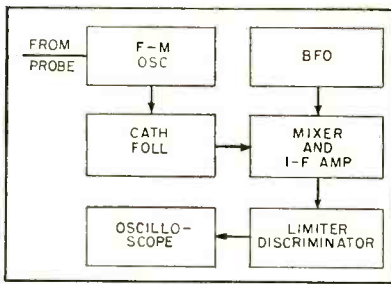 FROM
PROBE
F-M
OSC
BFO
CATH
FOLL
MIXER
AND
I-F AMP
OSCILLO-
SCOPE
LIMITER
DISCRIMINATOR